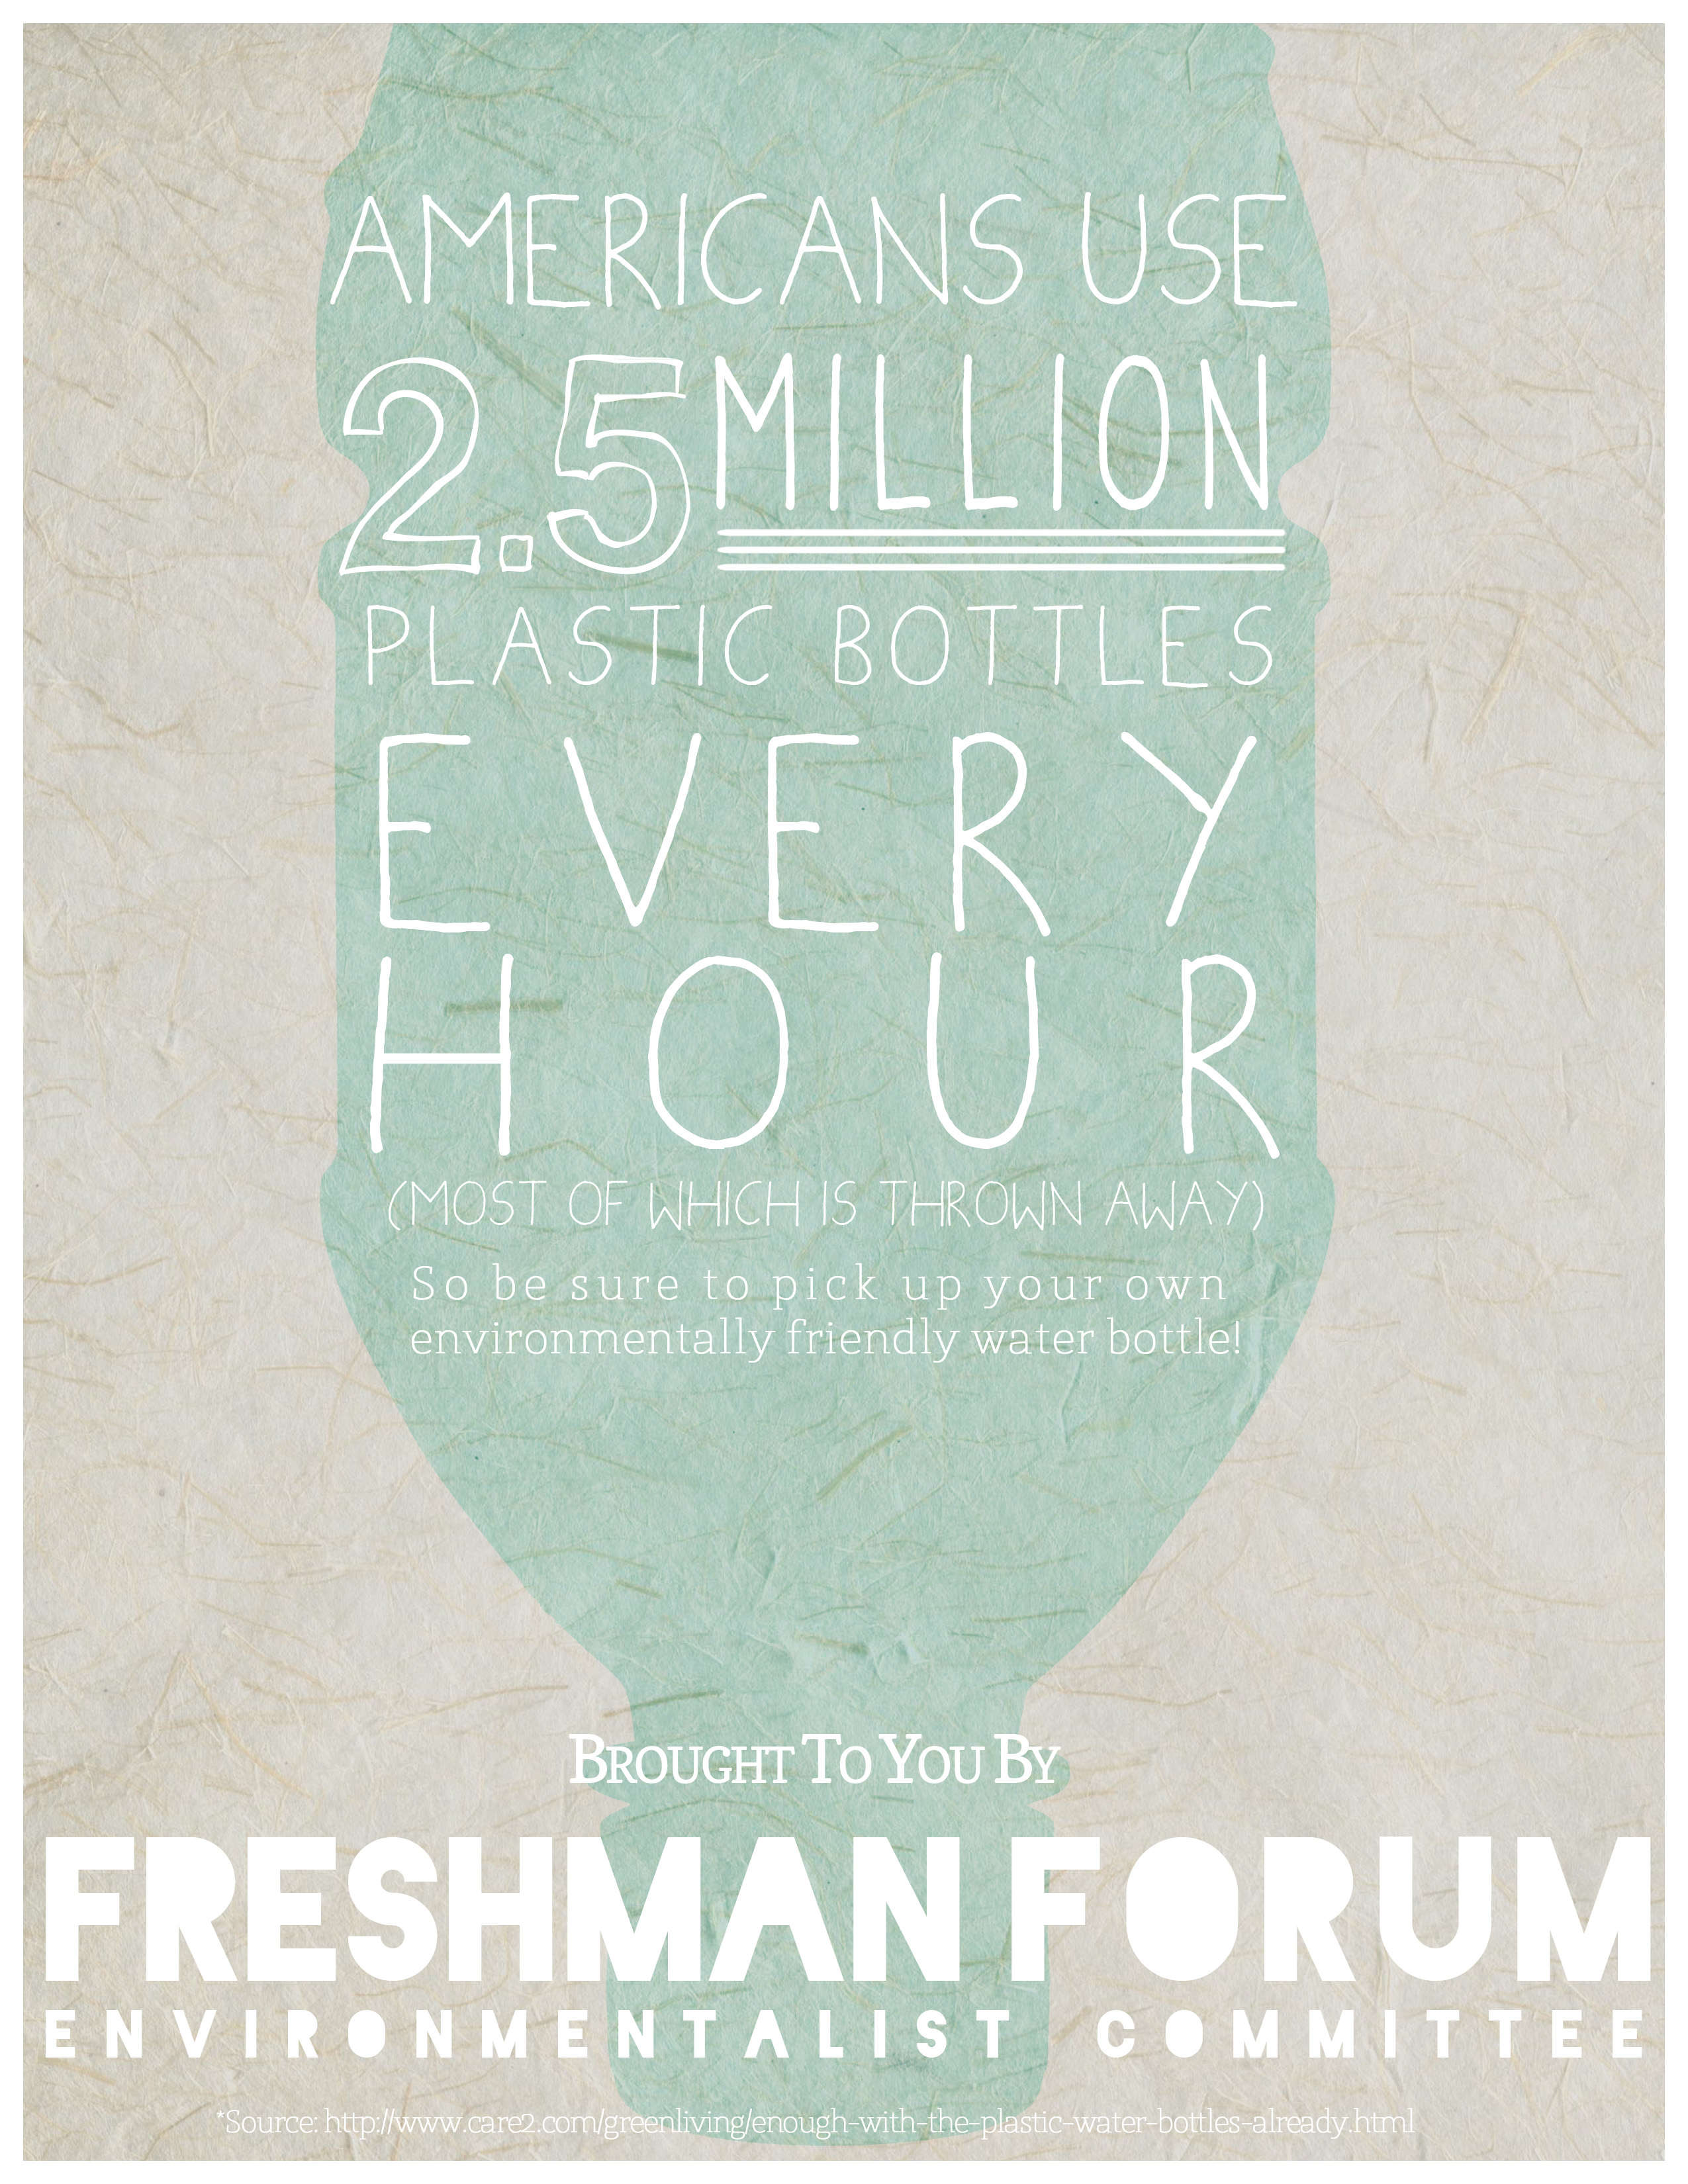 AMERICANS USE
2.5 MILLION
PLASTIC BOTTLES
EVERY
HOUR
(MOST OF WHICH IS THROWN AWAY)
So be sure to pick up your own
environmentally friendly water bottle!
BROUGHT TO YOU BY
FRESHMAN FORUM
ENVIRONMENTALIST COMMITTEE
*Source: http://www.care2.com/greenliving/enough-with-the-plastic-water-bottles-already.html